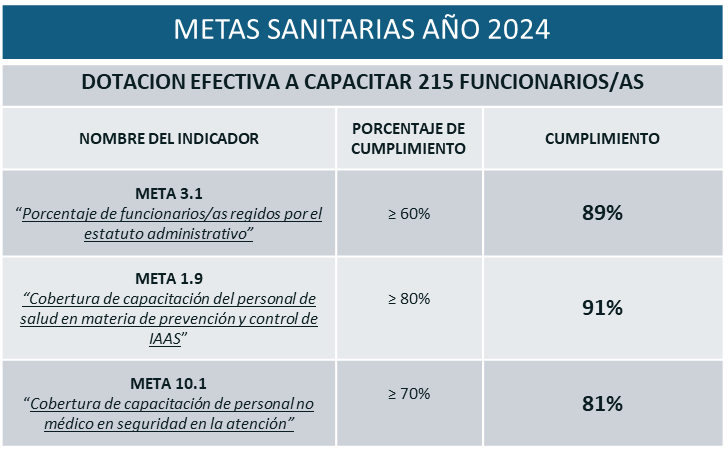 METAS SANITARIAS AÑO 2024
DOTACION EFECTIVA A CAPACITAR 215 FUNCIONARIOS/AS
NOMBRE DEL INDICADOR
PORCENTAJE DE
CUMPLIMIENTO
CUMPLIMIENTO
META 3.1
“Porcentaje de funcionarios/as regidos por el
estatuto administrativo”
≥ 60%
89%
META 1.9
“Cobertura de capacitación del personal de
salud en materia de prevención y control de
IAAS”
≥ 80%
91%
META 10.1
“Cobertura de capacitación de personal no
médico en seguridad en la atención”
≥ 70%
81%